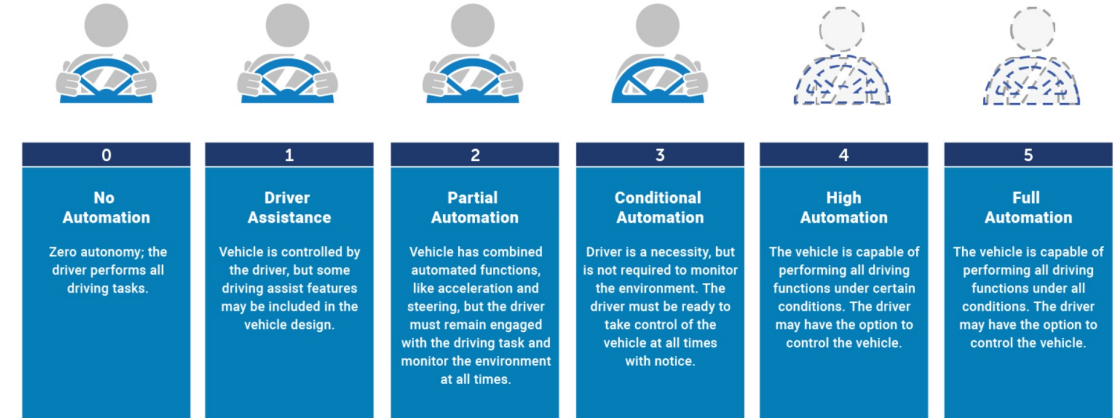 0
No
Automation
Zero autonomy; the
driver performs all
driving tasks.
1
Driver
Assistance
Vehicle is controlled by
the driver, but some
driving assist features
may be included in the
vehicle design.
2
Partial
Automation
Vehicle has combined
automated functions,
like acceleration and
steering, but the driver
must remain engaged
with the driving task and
monitor the environment
at all times.
3
Conditional
Automation
Driver is a necessity, but
is not required to monitor
the environment. The
driver must be ready to
take control of the
vehicle at all times
with notice.
4
High
Automation
The vehicle is capable of
performing all driving
functions under certain
conditions. The driver
may have the option to
control the vehicle.
5
Full
Automation
The vehicle is capable of
performing all driving
functions under all
conditions. The driver
may have the option to
control the vehicle.